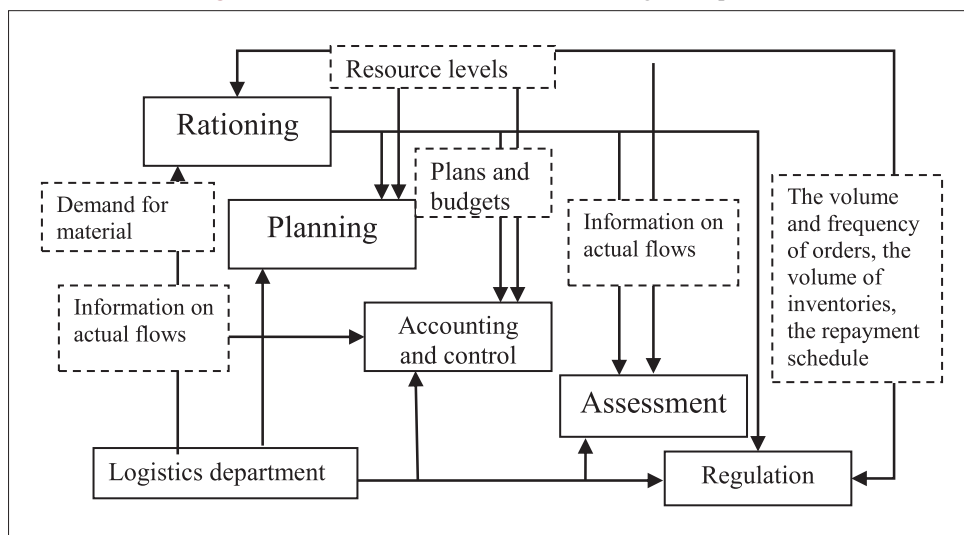 Resource levels
Rationing
Demand for
material
Planning
Plans and
budgets
Information on
actual flows
The volume
and frequency
of orders, the
volume of
inventories,
the repayment
schedule
Information on
actual flows
Accounting
and control
Assessment
Logistics department
Regulation